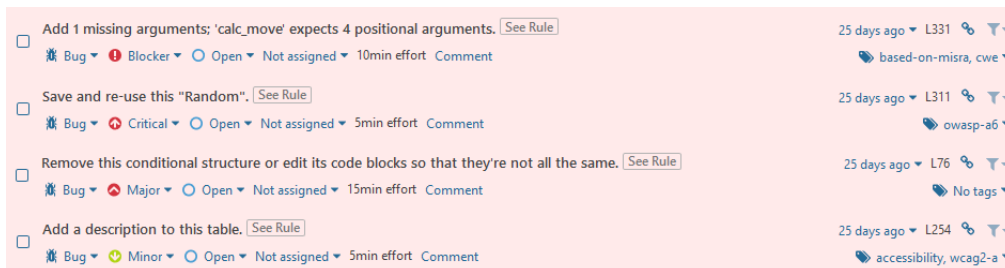 Add 1 missing arguments; 'calc_move' expects 4 positional arguments. See Rule 25 days ago L331
Bug Blocker Open Not assigned 10min effort Comment based-on-misra, cwe
Save and re-use this "Random". See Rule 25 days ago L311
Bug Critical Open Not assigned 5min effort Comment owasp-a6
Remove this conditional structure or edit its code blocks so that they're not all the same. See Rule 25 days ago L76
Bug Major Open Not assigned 15min effort Comment No tags
Add a description to this table. See Rule 25 days ago L254
Bug Minor Open Not assigned 5min effort Comment accessibility, wcag2-a